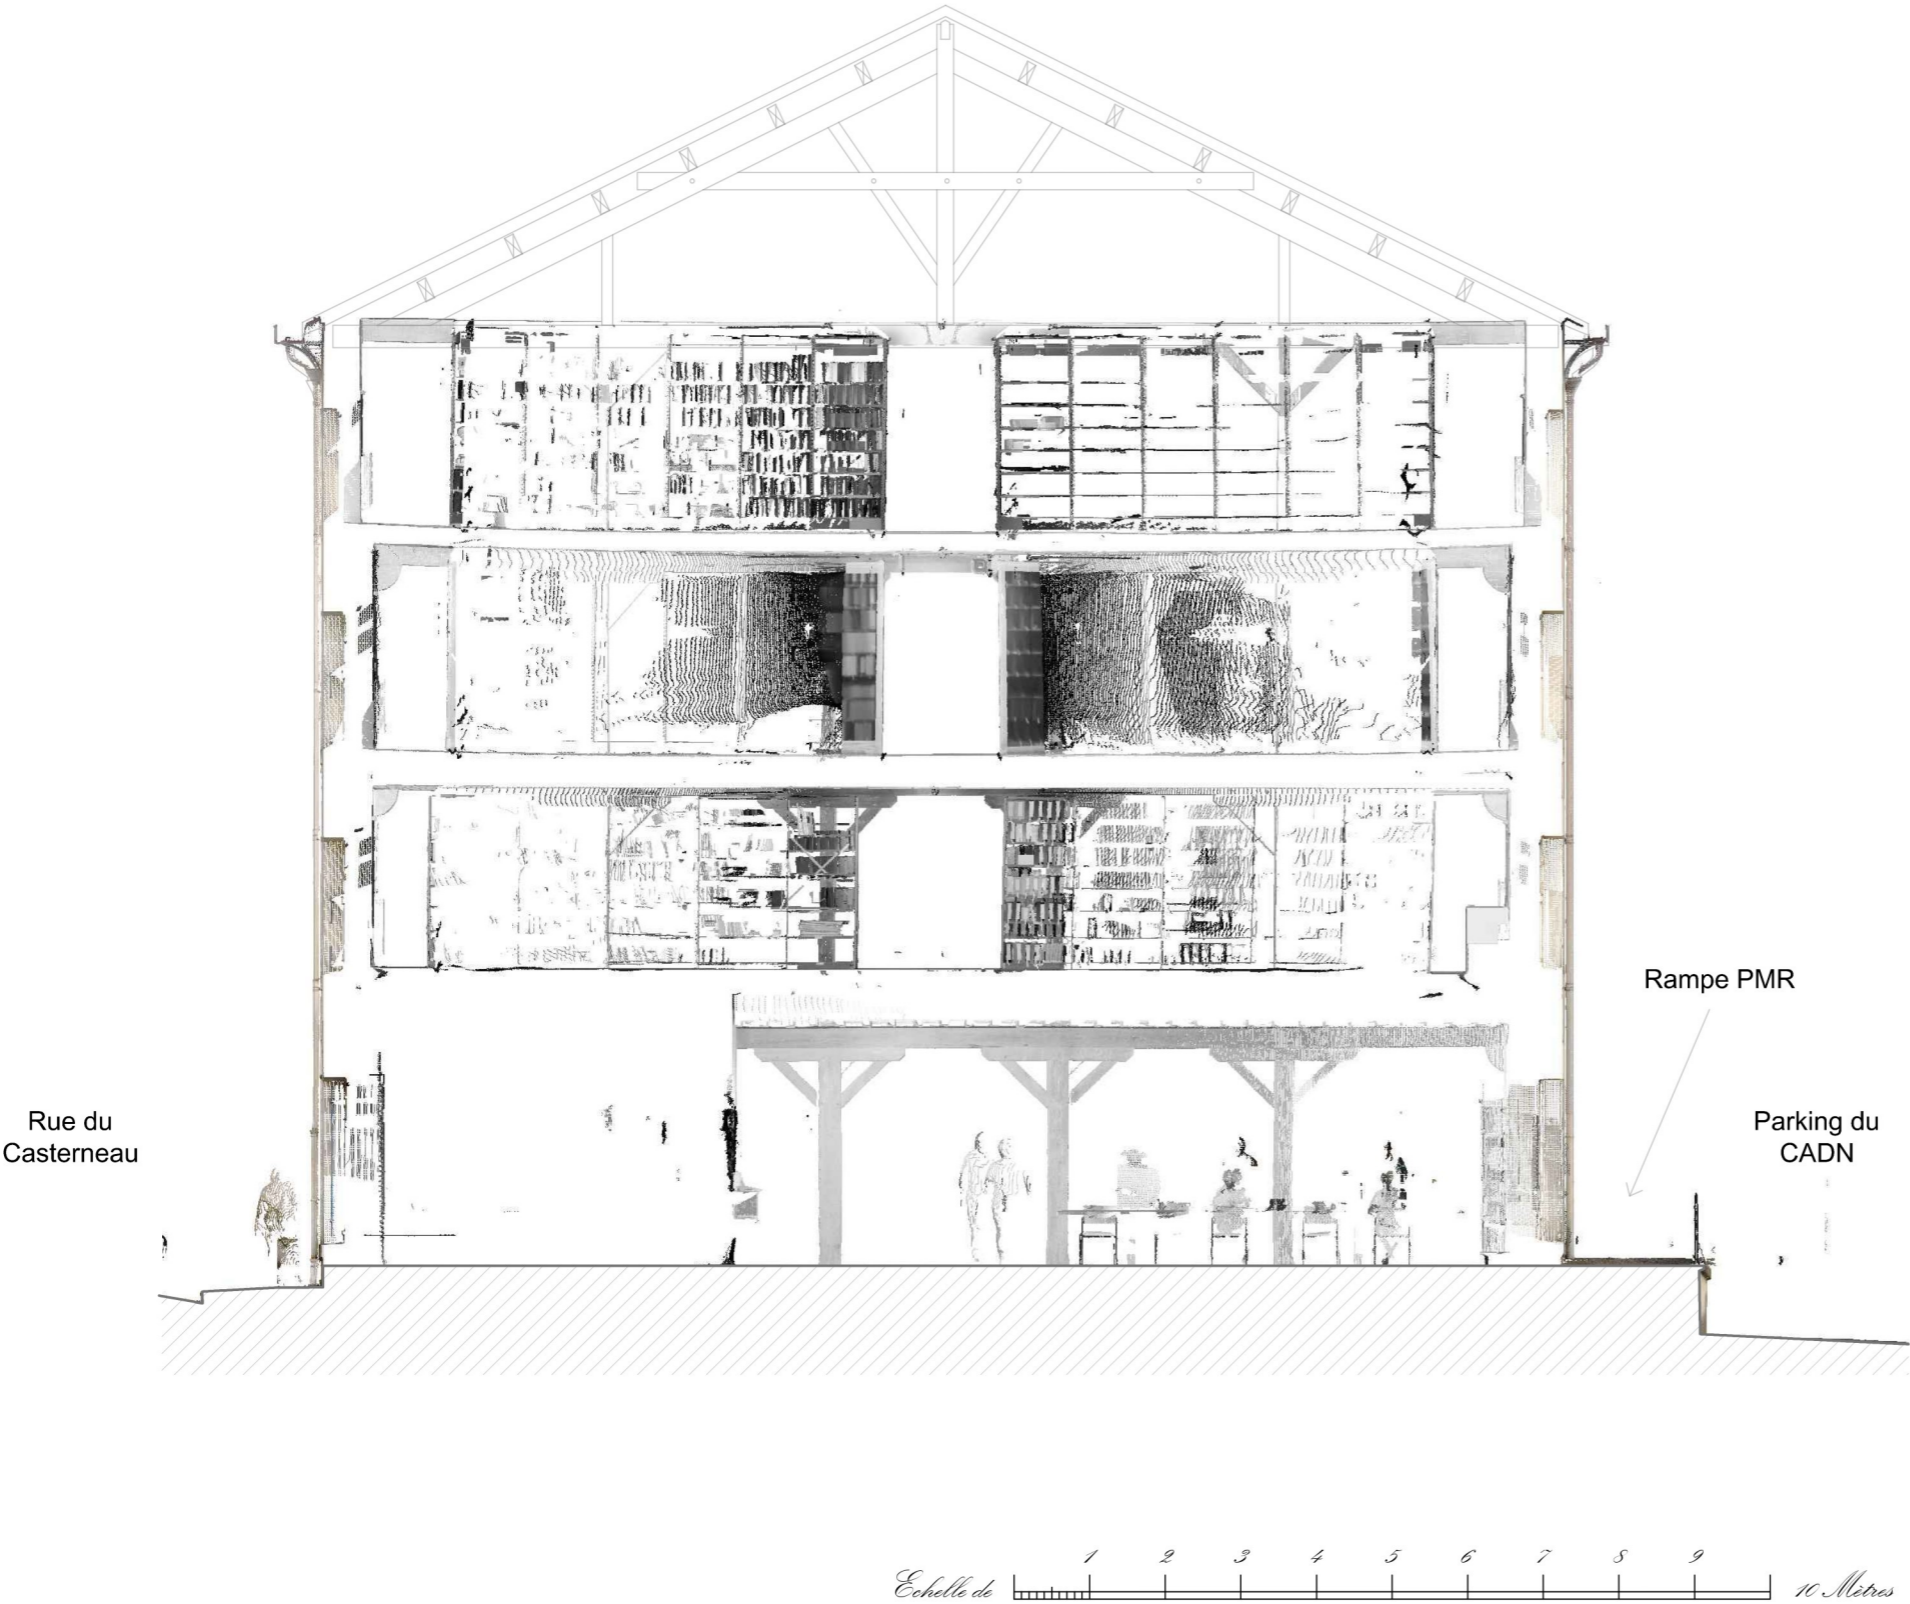 Rampe PMR
Rue du
Casterneau
Parking du
CADN
1 2 3 4 5 6 7 8 9
Echelle de
10 Mètres